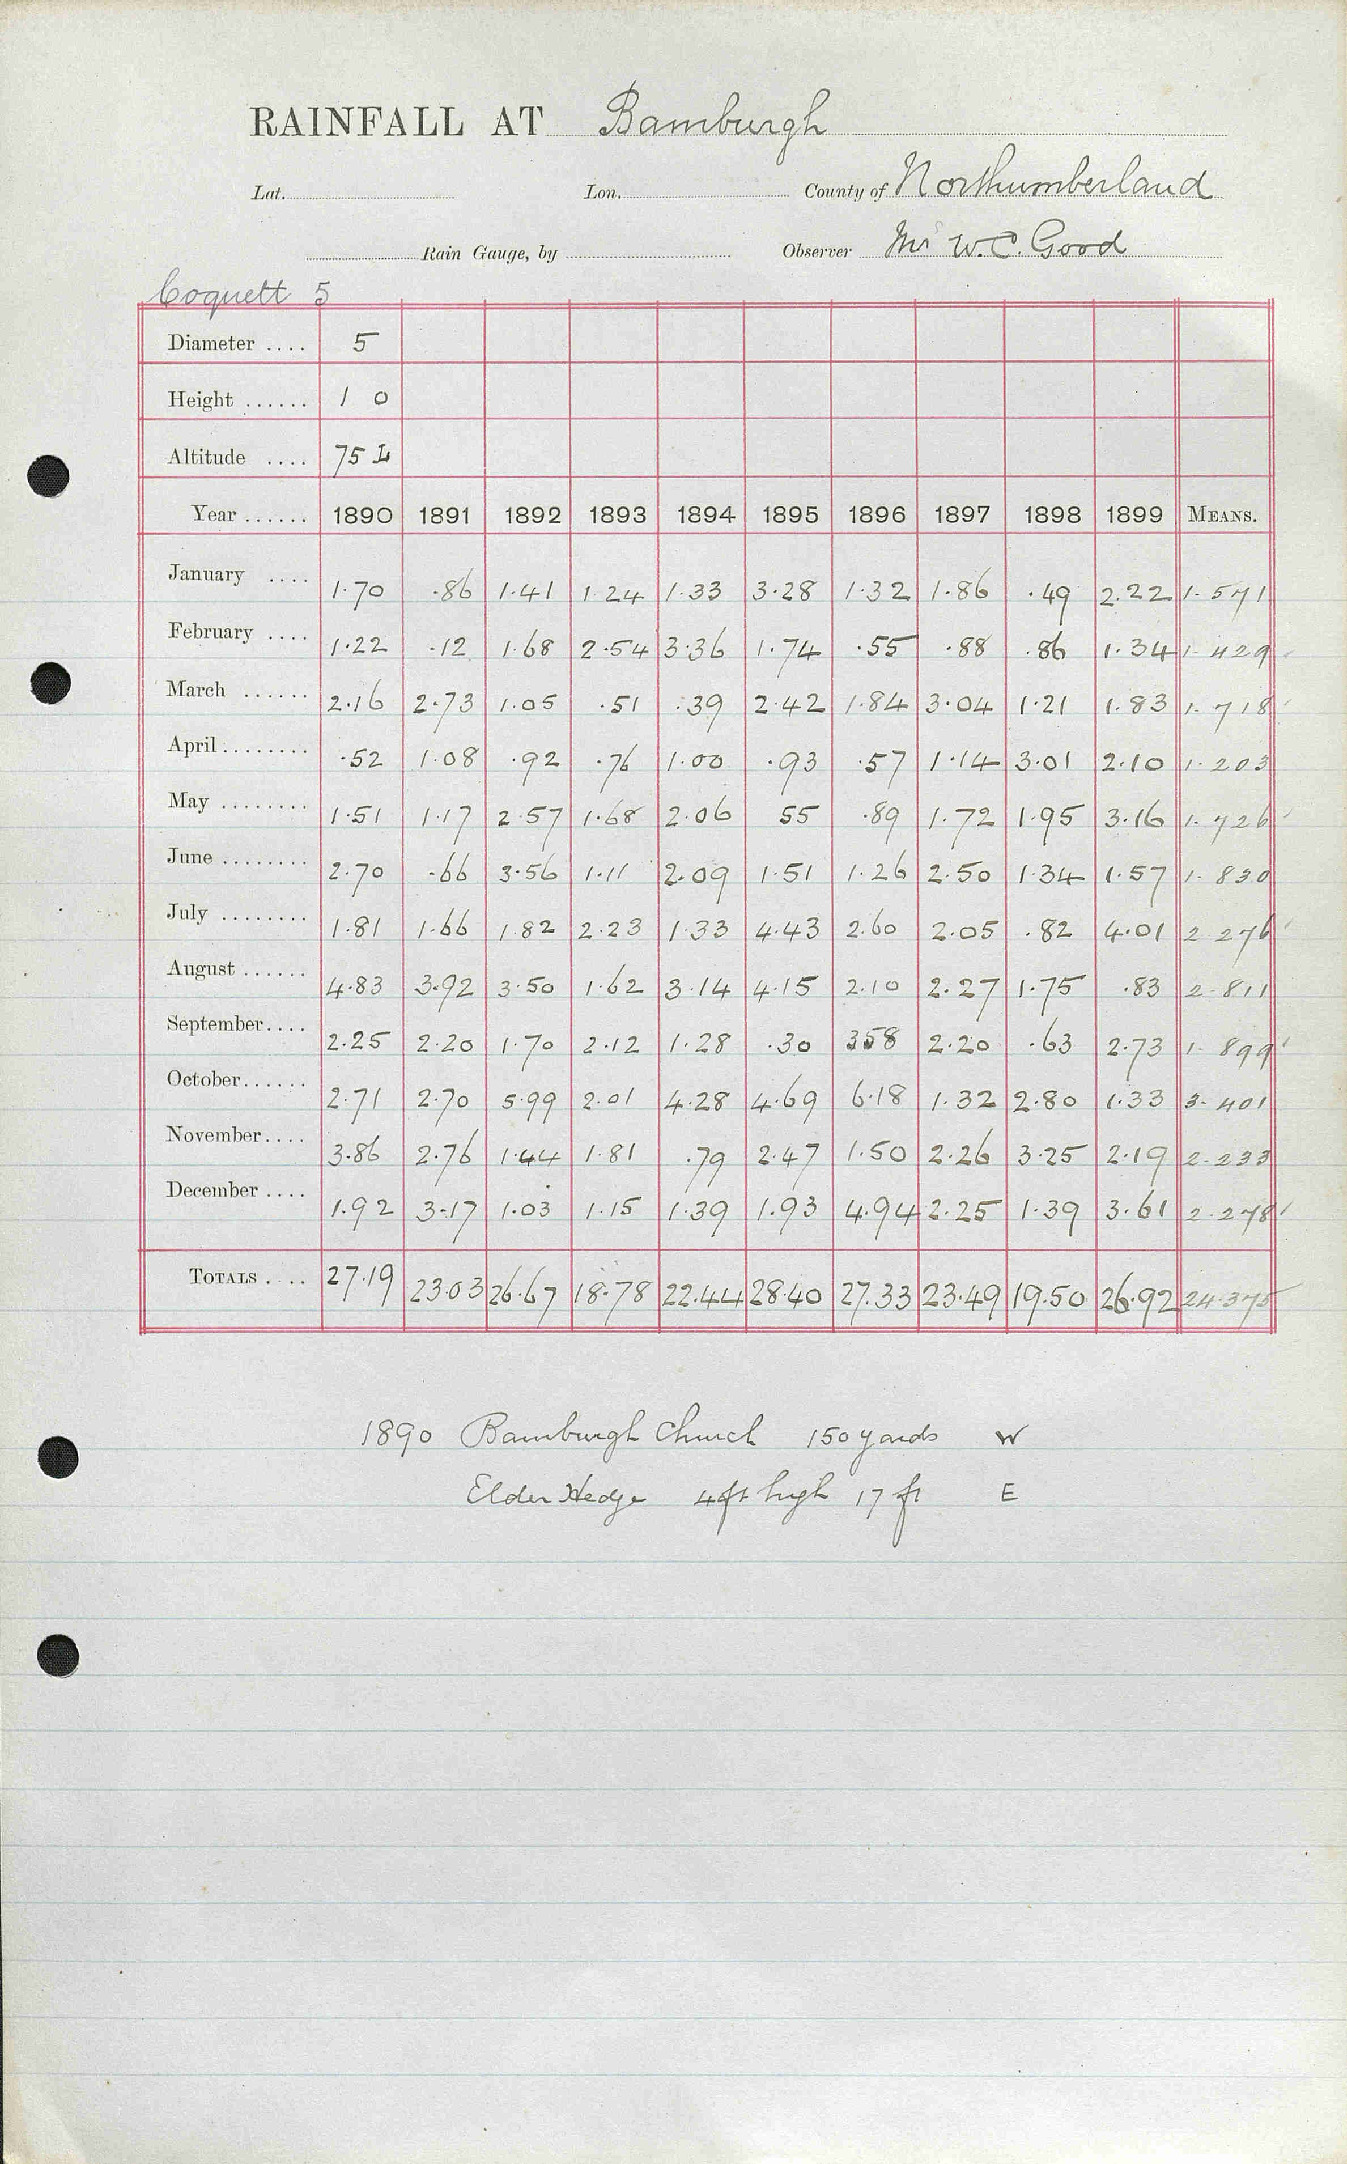 RAINFALL AT Bamburgh
Lat. Lon. County of Northumberland
Rain Gauge, by Observer Mr W.C. Good
Coquett 5
Diameter .... 5
Height ...... 1 0
Altitude .... 75 L
Year ...... 1890 1891 1892 1893 1894 1895 1896 1897 1898 1899 MEANS.
January .... 1.70 .86 1.41 1.24 1.33 3.28 1.32 1.86 .49 2.22 1.571
February .... 1.22 .12 1.68 2.54 3.36 1.74 .55 .88 .86 1.34 1.429
March ...... 2.16 2.73 1.05 .51 .39 2.42 1.84 3.04 1.21 1.83 1.718
April........ .52 1.08 .92 .76 1.00 .93 .57 1.14 3.01 2.10 1.203
May ........ 1.51 1.17 2.57 1.68 2.06 55 .89 1.72 1.95 3.16 1.726
June ........ 2.70 .66 3.56 1.11 2.09 1.51 1.26 2.50 1.34 1.57 1.830
July ........ 1.81 1.66 1.82 2.23 1.33 4.43 2.60 2.05 .82 4.01 2.276
August ...... 4.83 3.92 3.50 1.62 3.14 4.15 2.10 2.27 1.75 .83 2.811
September.... 2.25 2.20 1.70 2.12 1.28 .30 358 2.20 .63 2.73 1.899
October...... 2.71 2.70 5.99 2.01 4.28 4.69 6.18 1.32 2.80 1.33 3.401
November.... 3.86 2.76 1.44 1.81 .79 2.47 1.50 2.26 3.25 2.19 2.233
December .... 1.92 3.17 1.03 1.15 1.39 1.93 4.94 2.25 1.39 3.61 2.278
TOTALS .... 27.19 23.03 26.67 18.78 22.44 28.40 27.33 23.49 19.50 26.92 24.375
1890 Bamburgh Church 150 yards W
Elder Hedge 4ft high 17 ft E